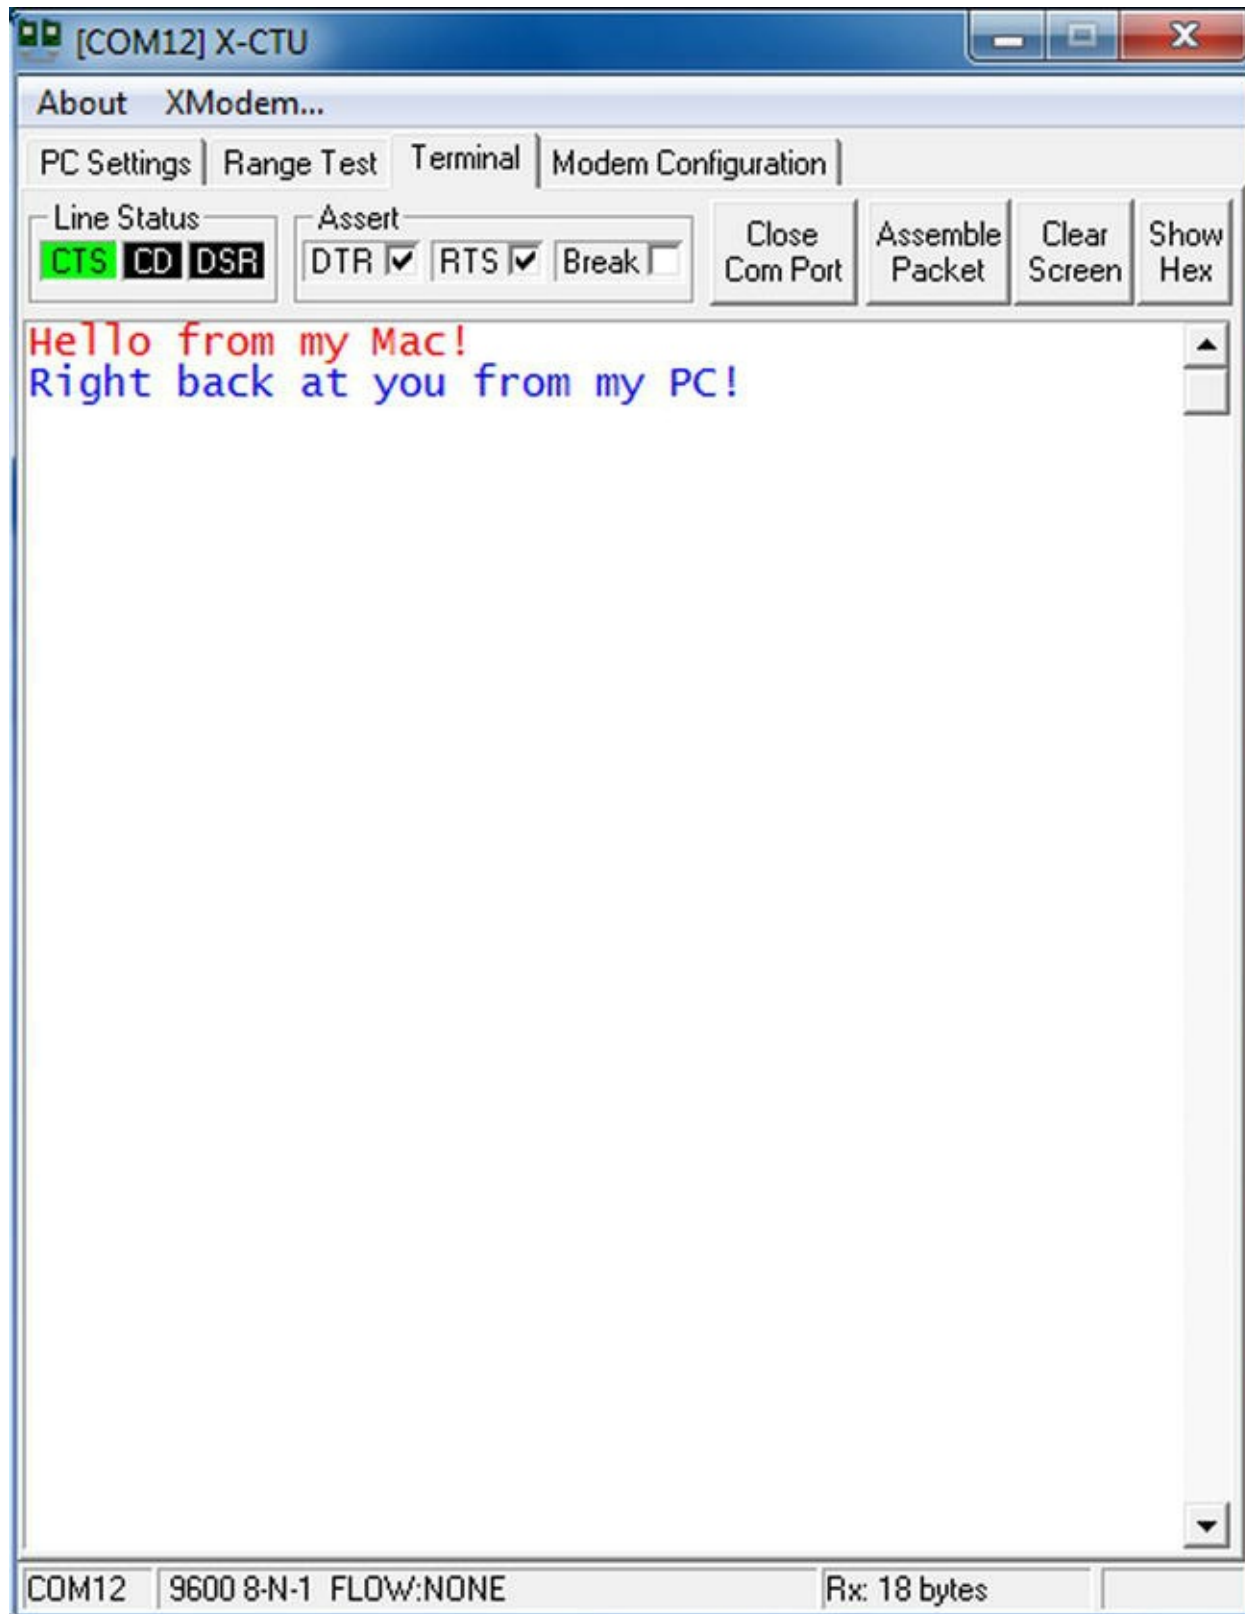 [COM12] X-CTU
About XModem...
PC Settings Range Test Terminal Modem Configuration
Line Status Assert
CTS CD DSR DTR RTS Break
Close Com Port
Assemble Packet
Clear Screen
Show Hex
Hello from my Mac!
Right back at you from my PC!
COM12 9600 8-N-1 FLOW:NONE Rx: 18 bytes